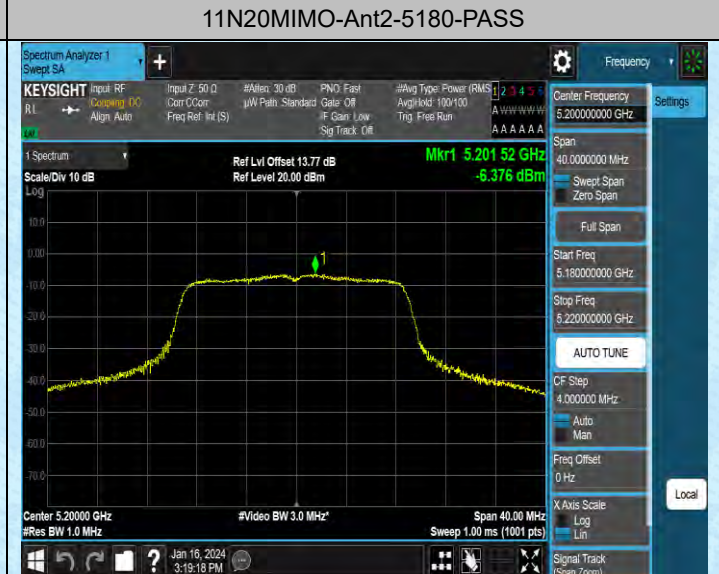 11N20MIMO-Ant2-5180-PASS
Spectrum Analyzer 1
Swept SA
Frequency
KEYSIGHT
Input: RF
Coupling: DC
Align: Auto
Input Z: 50 Ω
Corr CCorr
Freq Ref: Int (S)
#Atten: 30 dB
µW Path: Standard
PNO: Fast
Gate: Off
IF Gain: Low
Sig Track: Off
#Avg Type: Power (RMS
Avg|Hold: 100/100
Trig: Free Run
1 2 3 4 5 6
A W W W W W
A A A A A A
1 Spectrum
Scale/Div 10 dB
Log
Ref Lvl Offset 13.77 dB
Ref Level 20.00 dBm
Mkr1 5.201 52 GHz
-6.376 dBm
10.0
0.00
-10.0
-20.0
-30.0
-40.0
-50.0
-60.0
-70.0
1
Center 5.20000 GHz
#Res BW 1.0 MHz
#Video BW 3.0 MHz*
Span 40.00 MHz
Sweep 1.00 ms (1001 pts)
Jan 16, 2024
3:19:18 PM
Center Frequency
5.200000000 GHz
Span
40.0000000 MHz
Swept Span
Zero Span
Full Span
Start Freq
5.180000000 GHz
Stop Freq
5.220000000 GHz
AUTO TUNE
CF Step
4.000000 MHz
Auto
Man
Freq Offset
0 Hz
X Axis Scale
Log
Lin
Signal Track
(Span Zoom)
Settings
Local